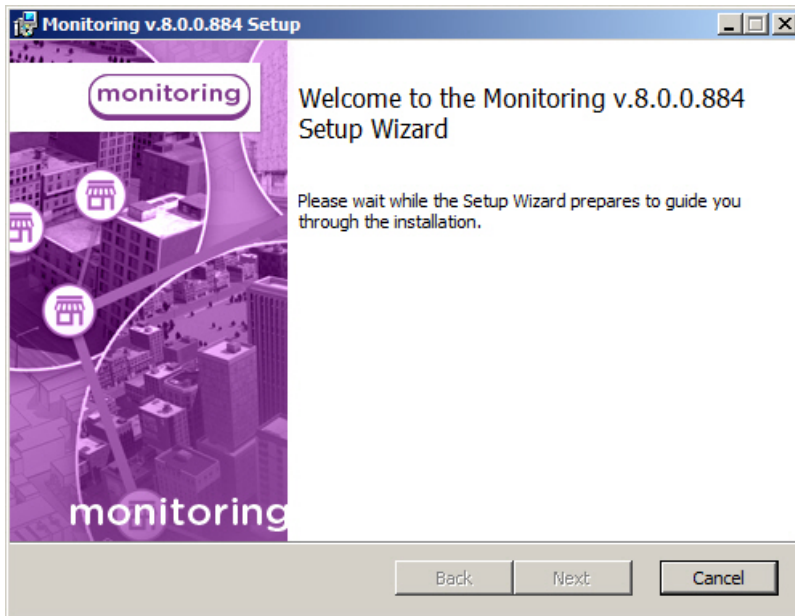 Monitoring v.8.0.0.884 Setup
monitoring
Welcome to the Monitoring v.8.0.0.884
Setup Wizard
Please wait while the Setup Wizard prepares to guide you
through the installation.
monitoring
Back
Next
Cancel